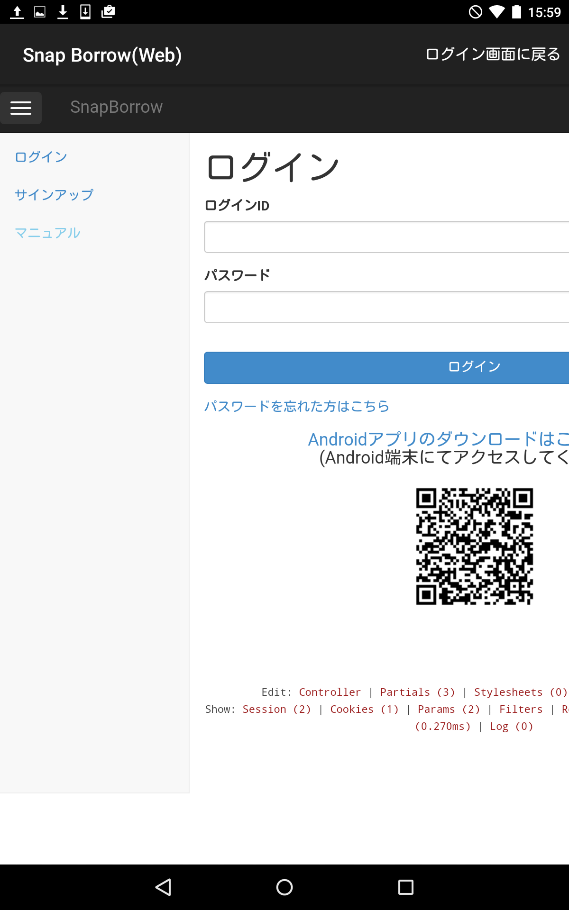 15:59
Snap Borrow(Web)
ログイン画面に戻る
SnapBorrow
ログイン
サインアップ
マニュアル
ログイン
ログインID
パスワード
ログイン
パスワードを忘れた方はこちら
Androidアプリのダウンロードはこ
(Android端末にてアクセスしてく
Edit: Controller | Partials (3) | Stylesheets (0)
Show: Session (2) | Cookies (1) | Params (2) | Filters | R
(0.270ms) | Log (0)